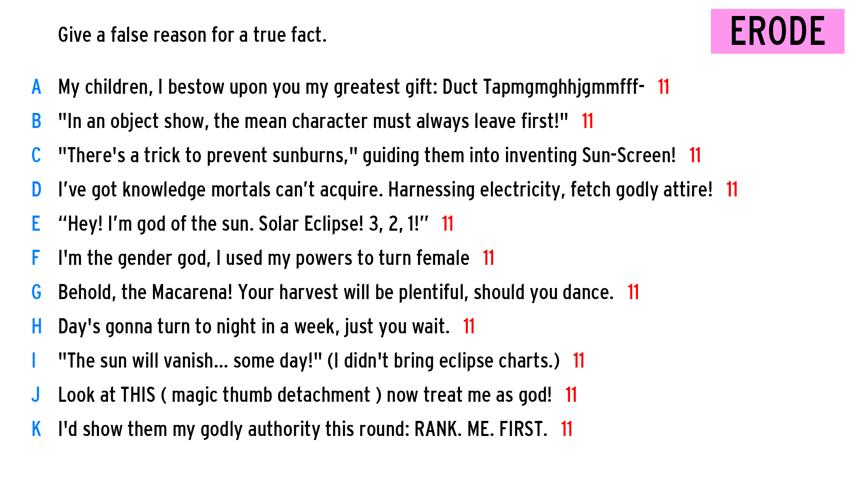 Give a false reason for a true fact.
ERODE
A My children, I bestow upon you my greatest gift: Duct Tapmgmghhjgmmfff- 11
B "In an object show, the mean character must always leave first!" 11
C "There's a trick to prevent sunburns," guiding them into inventing Sun-Screen! 11
D I've got knowledge mortals can't acquire. Harnessing electricity, fetch godly attire! 11
E “Hey! I'm god of the sun. Solar Eclipse! 3, 2, 1!” 11
F I'm the gender god, I used my powers to turn female 11
G Behold, the Macarena! Your harvest will be plentiful, should you dance. 11
H Day's gonna turn to night in a week, just you wait. 11
I "The sun will vanish... some day!" (I didn't bring eclipse charts.) 11
J Look at THIS ( magic thumb detachment ) now treat me as god! 11
K I'd show them my godly authority this round: RANK. ME. FIRST. 11